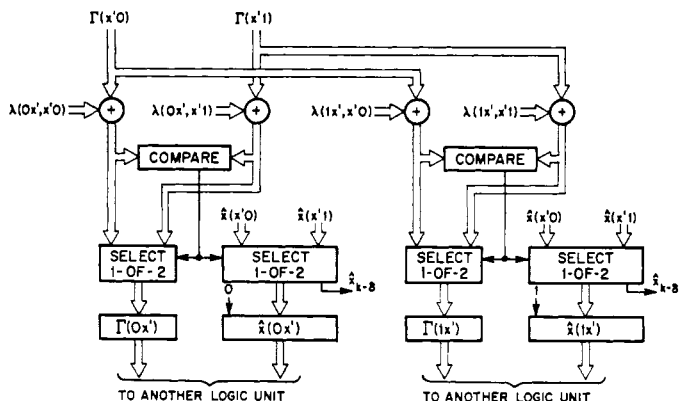 Γ(x'0) Γ(x'1)
λ(0x',x'0) + λ(0x',x'1) + λ(1x',x'0) + λ(1x',x'1) +
COMPARE COMPARE
x̂(x'0) x̂(x'1) x̂(x'0) x̂(x'1)
SELECT 1-OF-2
SELECT 1-OF-2
x̂k-δ
SELECT 1-OF-2
SELECT 1-OF-2
x̂k-δ
0 1
Γ(0x') x̂(0x') Γ(1x') x̂(1x')
TO ANOTHER LOGIC UNIT TO ANOTHER LOGIC UNIT